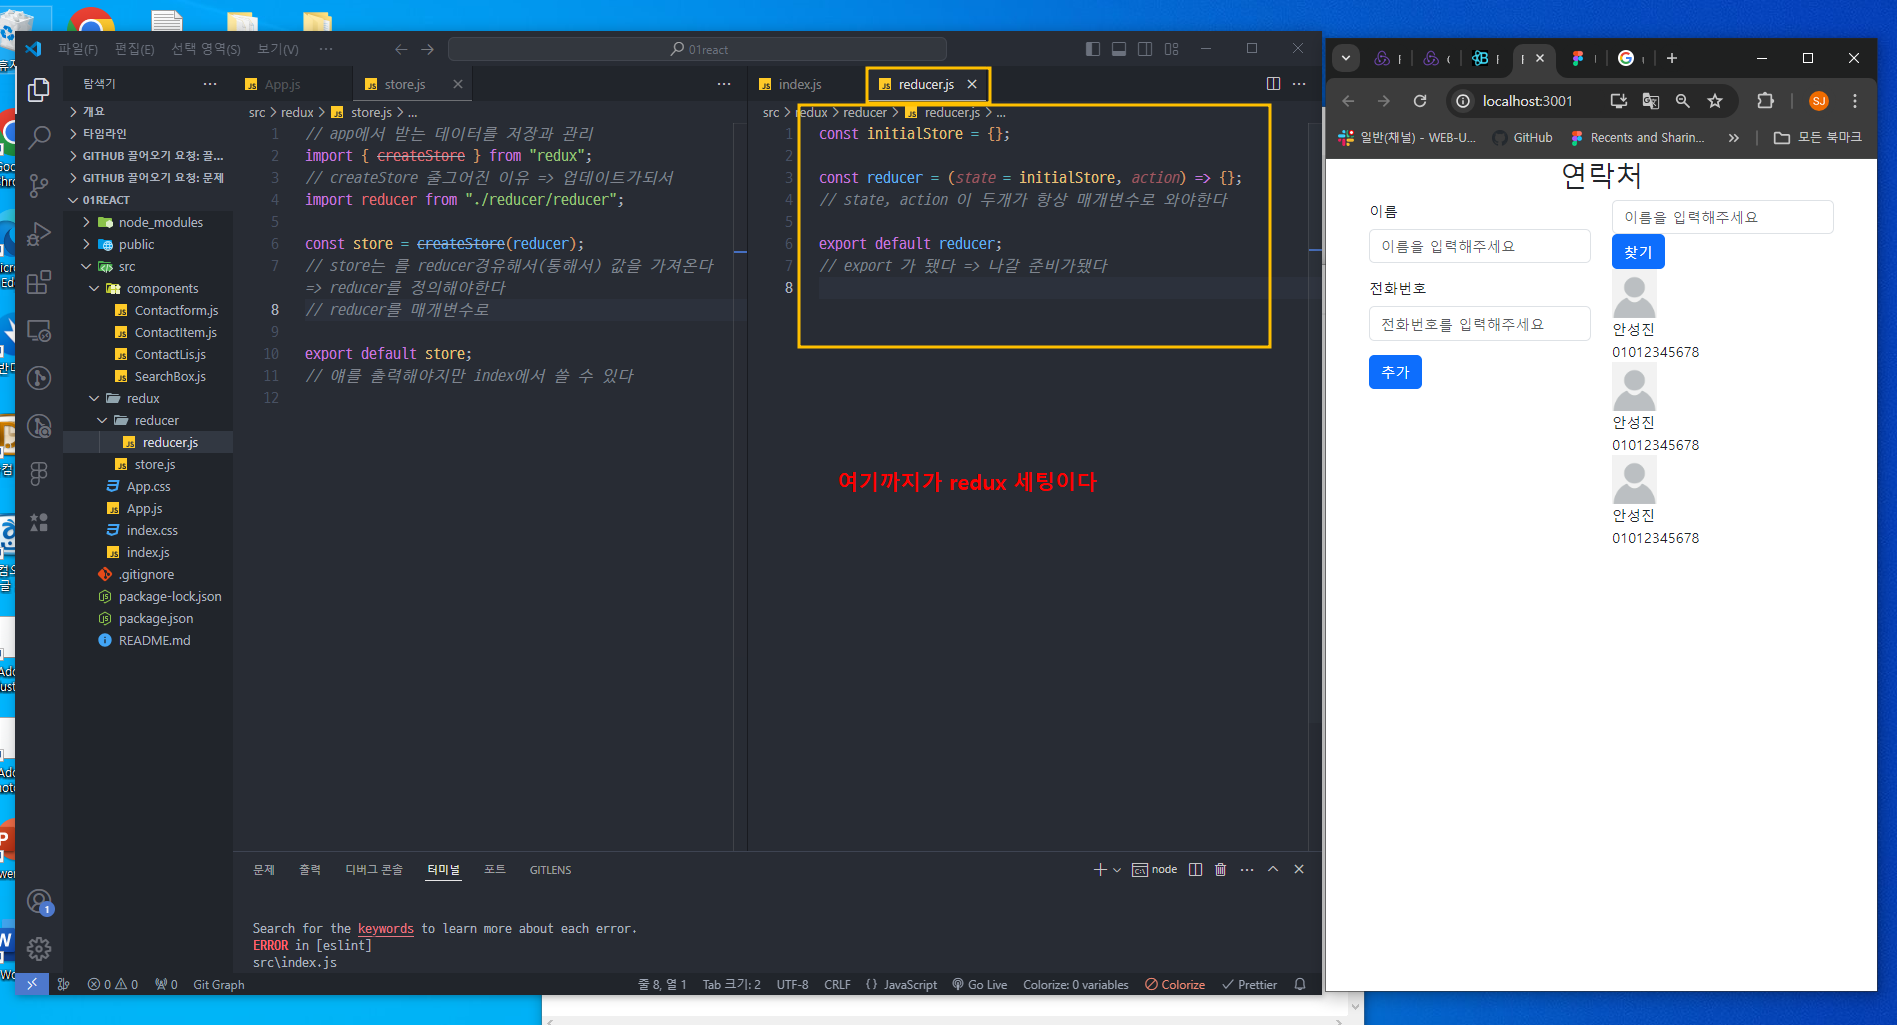 파일(F) 편집(E) 선택 영역(S) 보기(V) ··· 01react
탐색기 ···
개요
타임라인
GITHUB 끌어오기 요청: 끌...
GITHUB 끌어오기 요청: 문제
01REACT
node_modules
public
src
components
Contactform.js
ContactItem.js
ContactLis.js
SearchBox.js
redux
reducer
reducer.js
store.js
App.css
App.js
index.css
index.js
.gitignore
package-lock.json
package.json
README.md
App.js store.js ···
src > redux > store.js > ...
1 // app에서 받는 데이터를 저장과 관리
2 import { createStore } from "redux";
3 // createStore 줄그어진 이유 => 업데이트가되서
4 import reducer from "./reducer/reducer";
5
6 const store = createStore(reducer);
7 // store는 를 reducer경유해서(통해서) 값을 가져온다
=> reducer를 정의해야한다
8 // reducer를 매개변수로
9
10 export default store;
11 // 얘를 출력해야지만 index에서 쓸 수 있다
12
index.js reducer.js ···
src > redux > reducer > reducer.js > ...
1 const initialStore = {};
2
3 const reducer = (state = initialStore, action) => {};
4 // state, action 이 두개가 항상 매개변수로 와야한다
5
6 export default reducer;
7 // export 가 됐다 => 나갈 준비가됐다
8
여기까지가 redux 세팅이다
문제 출력 디버그 콘솔 터미널 포트 GITLENS node ···
Search for the keywords to learn more about each error.
ERROR in [eslint]
src\index.js
1
0 0 0 Git Graph 줄 8, 열 1 Tab 크기: 2 UTF-8 CRLF {} JavaScript Go Live Colorize: 0 variables Colorize Prettier
localhost:3001 SJ
일반(채널) - WEB-U... GitHub Recents and Sharin... » 모든 북마크
연락처
이름
이름을 입력해주세요
전화번호
전화번호를 입력해주세요
추가
이름을 입력해주세요
찾기
안성진
01012345678
안성진
01012345678
안성진
01012345678